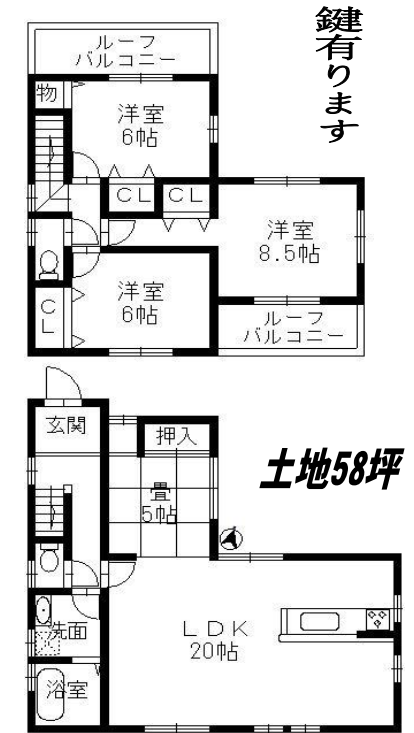 鍵有ります
ルーフ
バルコニー
物
洋室
6帖
CL
CL
洋室
8.5帖
洋室
6帖
CL
ルーフ
バルコニー
玄関
押入
土地58坪
畳
5帖
洗面
LDK
20帖
浴室